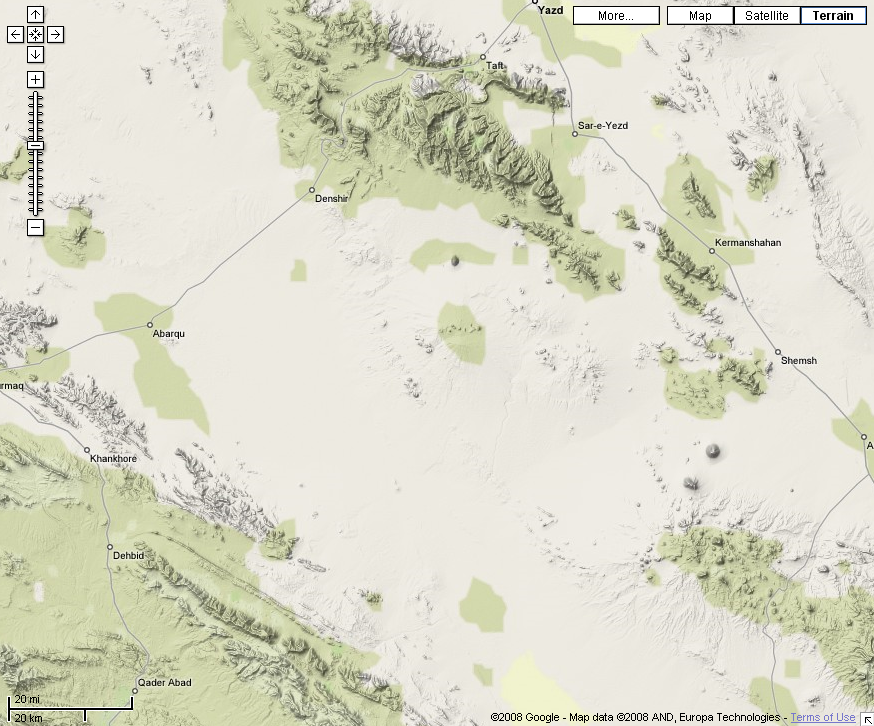 Yazd
More...
Map
Satellite
Terrain
Taft
Sar-e-Yezd
Denshir
Kermanshahan
Abarqu
Shemsh
rmaq
A
Khankhore
Dehbid
Qader Abad
20 mi
20 km
©2008 Google - Map data ©2008 AND, Europa Technologies - Terms of Use